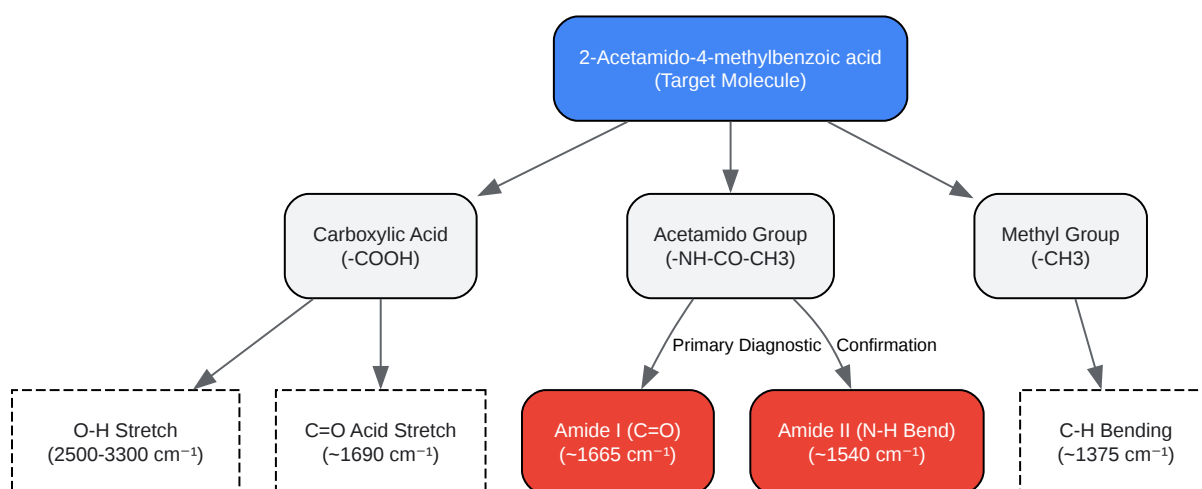 2-Acetamido-4-methylbenzoic acid
(Target Molecule)
Carboxylic Acid
(-COOH)
Acetamido Group
(-NH-CO-CH3)
Methyl Group
(-CH3)
Primary Diagnostic
Confirmation
O-H Stretch
(2500-3300 cm⁻¹)
C=O Acid Stretch
(~1690 cm⁻¹)
Amide I (C=O)
(~1665 cm⁻¹)
Amide II (N-H Bend)
(~1540 cm⁻¹)
C-H Bending
(~1375 cm⁻¹)